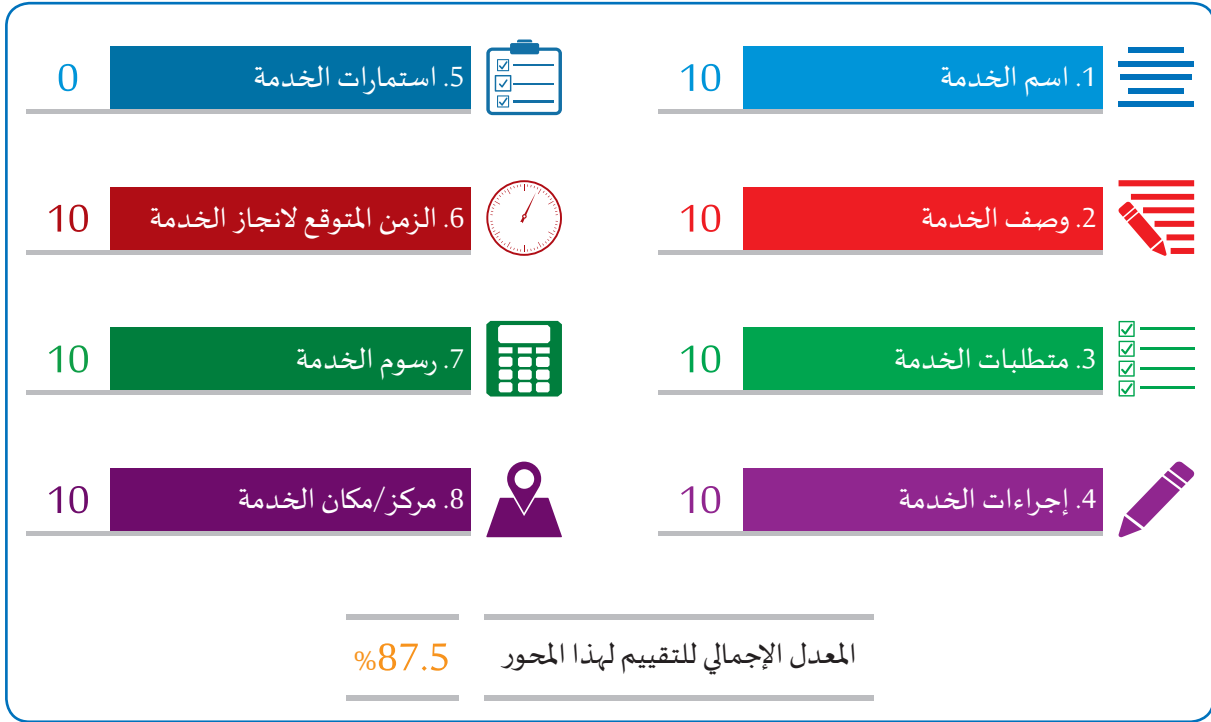 1. اسم الخدمة 10
5. استمارات الخدمة 0
2. وصف الخدمة 10
6. الزمن المتوقع لانجاز الخدمة 10
3. متطلبات الخدمة 10
7. رسوم الخدمة 10
4. إجراءات الخدمة 10
8. مركز/مكان الخدمة 10
المعدل الإجمالي للتقييم لهذا المحور %87.5